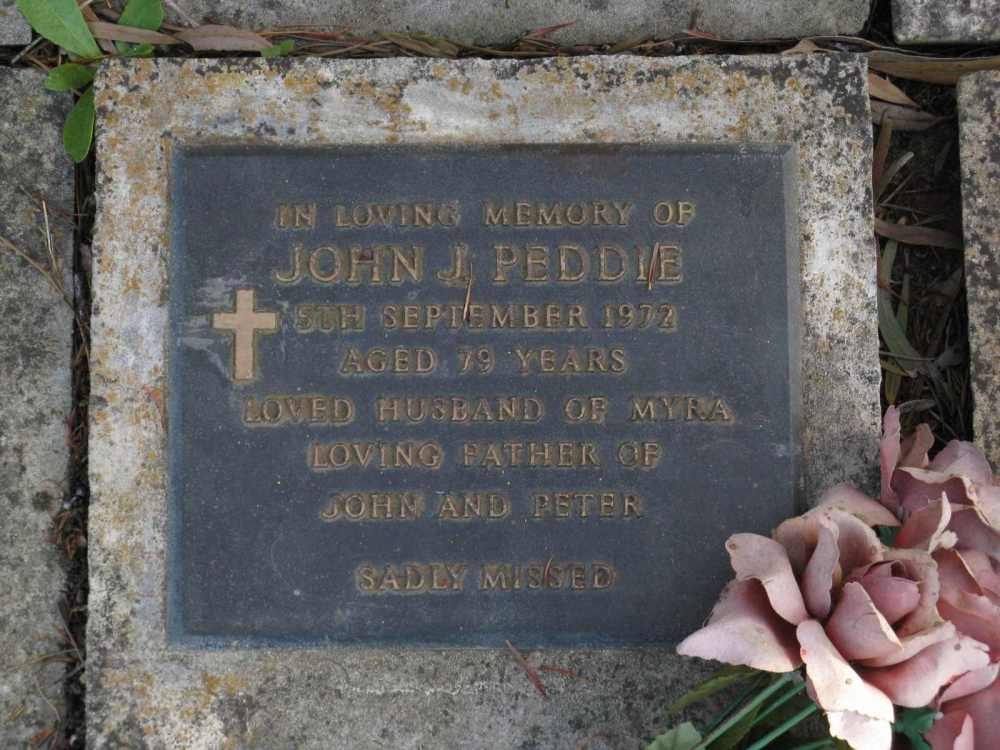 IN LOVING MEMORY OF
JOHN J. PEDDIE
5TH SEPTEMBER 1972
AGED 79 YEARS
LOVED HUSBAND OF MYRA
LOVING FATHER OF
JOHN AND PETER
SADLY MISSED